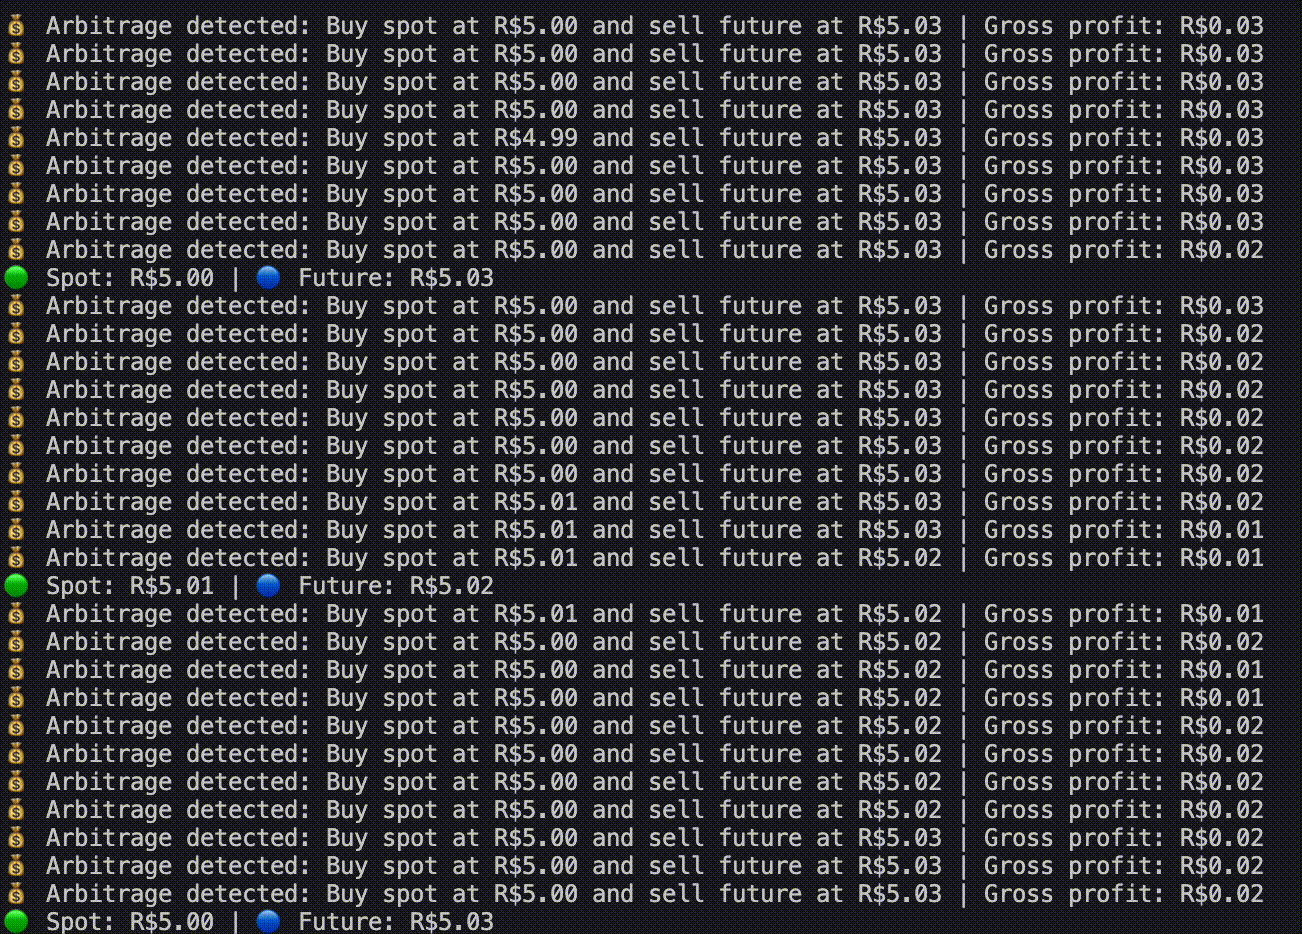 💰 Arbitrage detected: Buy spot at R$5.00 and sell future at R$5.03 | Gross profit: R$0.03
💰 Arbitrage detected: Buy spot at R$5.00 and sell future at R$5.03 | Gross profit: R$0.03
💰 Arbitrage detected: Buy spot at R$5.00 and sell future at R$5.03 | Gross profit: R$0.03
💰 Arbitrage detected: Buy spot at R$5.00 and sell future at R$5.03 | Gross profit: R$0.03
💰 Arbitrage detected: Buy spot at R$4.99 and sell future at R$5.03 | Gross profit: R$0.03
💰 Arbitrage detected: Buy spot at R$5.00 and sell future at R$5.03 | Gross profit: R$0.03
💰 Arbitrage detected: Buy spot at R$5.00 and sell future at R$5.03 | Gross profit: R$0.03
💰 Arbitrage detected: Buy spot at R$5.00 and sell future at R$5.03 | Gross profit: R$0.03
💰 Arbitrage detected: Buy spot at R$5.00 and sell future at R$5.03 | Gross profit: R$0.02
🟢 Spot: R$5.00 | 🔵 Future: R$5.03
💰 Arbitrage detected: Buy spot at R$5.00 and sell future at R$5.03 | Gross profit: R$0.03
💰 Arbitrage detected: Buy spot at R$5.00 and sell future at R$5.03 | Gross profit: R$0.02
💰 Arbitrage detected: Buy spot at R$5.00 and sell future at R$5.03 | Gross profit: R$0.02
💰 Arbitrage detected: Buy spot at R$5.00 and sell future at R$5.03 | Gross profit: R$0.02
💰 Arbitrage detected: Buy spot at R$5.00 and sell future at R$5.03 | Gross profit: R$0.02
💰 Arbitrage detected: Buy spot at R$5.00 and sell future at R$5.03 | Gross profit: R$0.02
💰 Arbitrage detected: Buy spot at R$5.00 and sell future at R$5.03 | Gross profit: R$0.02
💰 Arbitrage detected: Buy spot at R$5.01 and sell future at R$5.03 | Gross profit: R$0.02
💰 Arbitrage detected: Buy spot at R$5.01 and sell future at R$5.03 | Gross profit: R$0.01
💰 Arbitrage detected: Buy spot at R$5.01 and sell future at R$5.02 | Gross profit: R$0.01
🟢 Spot: R$5.01 | 🔵 Future: R$5.02
💰 Arbitrage detected: Buy spot at R$5.01 and sell future at R$5.02 | Gross profit: R$0.01
💰 Arbitrage detected: Buy spot at R$5.00 and sell future at R$5.02 | Gross profit: R$0.02
💰 Arbitrage detected: Buy spot at R$5.00 and sell future at R$5.02 | Gross profit: R$0.01
💰 Arbitrage detected: Buy spot at R$5.00 and sell future at R$5.02 | Gross profit: R$0.01
💰 Arbitrage detected: Buy spot at R$5.00 and sell future at R$5.02 | Gross profit: R$0.02
💰 Arbitrage detected: Buy spot at R$5.00 and sell future at R$5.02 | Gross profit: R$0.02
💰 Arbitrage detected: Buy spot at R$5.00 and sell future at R$5.02 | Gross profit: R$0.02
💰 Arbitrage detected: Buy spot at R$5.00 and sell future at R$5.02 | Gross profit: R$0.02
💰 Arbitrage detected: Buy spot at R$5.00 and sell future at R$5.03 | Gross profit: R$0.02
💰 Arbitrage detected: Buy spot at R$5.00 and sell future at R$5.03 | Gross profit: R$0.02
💰 Arbitrage detected: Buy spot at R$5.00 and sell future at R$5.03 | Gross profit: R$0.02
🟢 Spot: R$5.00 | 🔵 Future: R$5.03